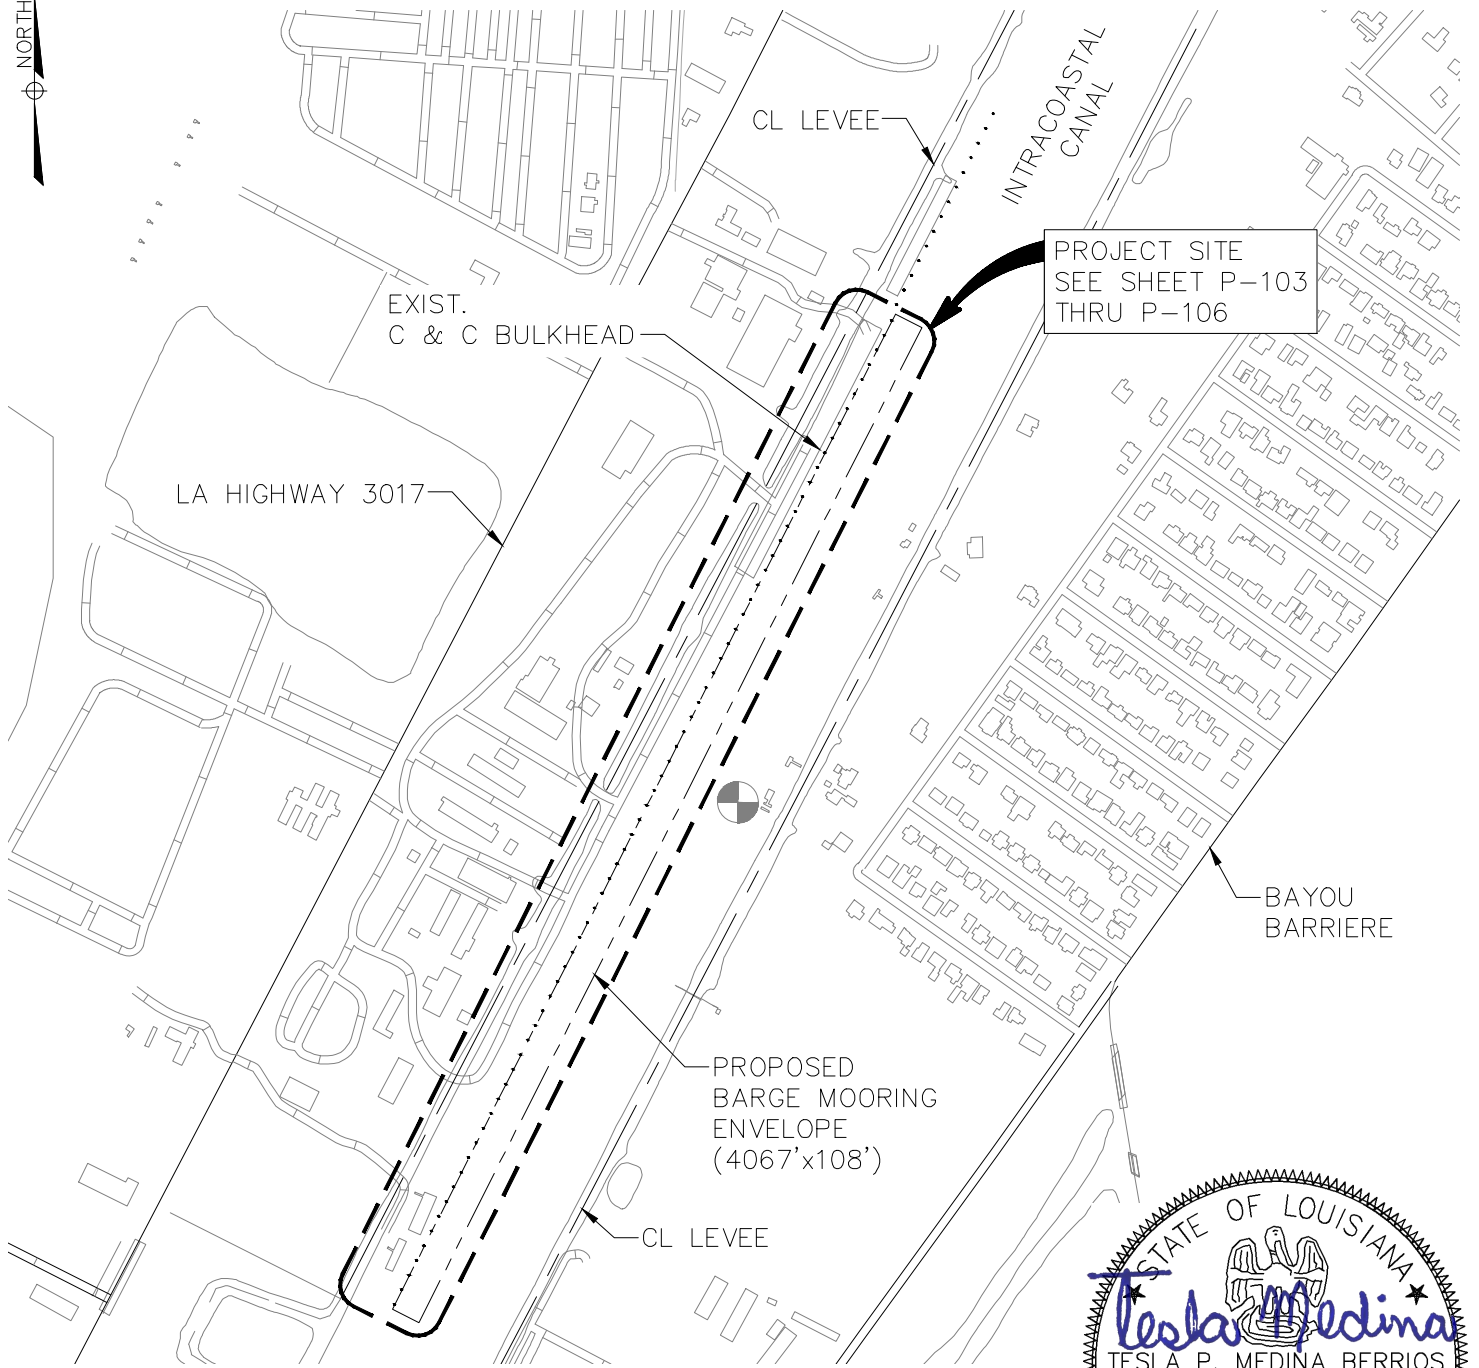 NORTH
CL LEVEE
INTRACOASTAL
CANAL
PROJECT SITE
SEE SHEET P-103
THRU P-106
EXIST.
C & C BULKHEAD
LA HIGHWAY 3017
BAYOU
BARRIERE
PROPOSED
BARGE MOORING
ENVELOPE
(4067'x108')
CL LEVEE
STATE OF LOUISIANA
Tesla Medina
TESLA P. MEDINA BERRIOS